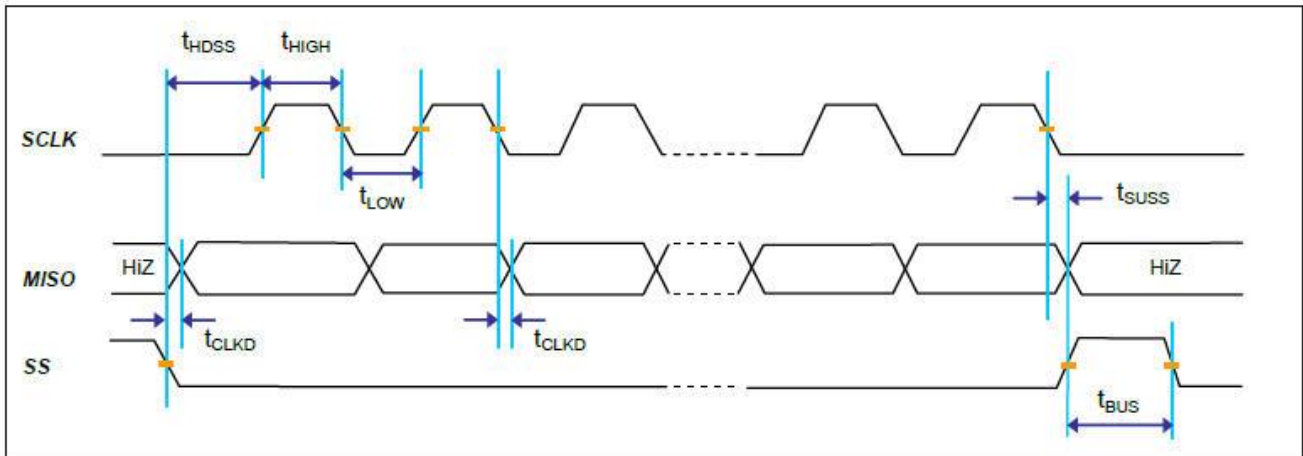 tHDSS tHIGH
SCLK
tLOW
tSUSS
HiZ HiZ
MISO
tCLKD tCLKD
SS
tBUS